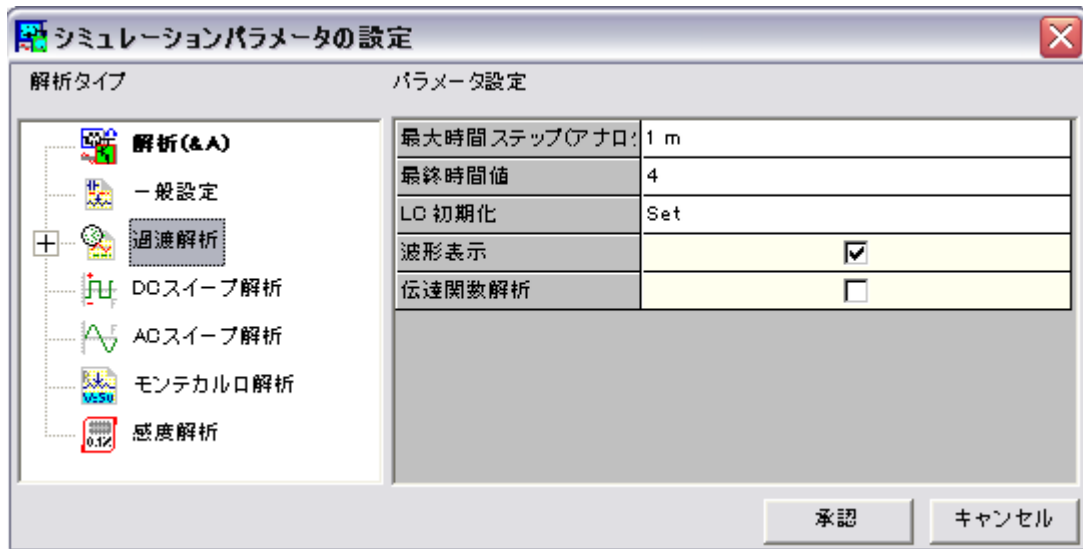 シミュレーションパラメータの設定
解析タイプ
パラメータ設定
解析(&A)
一般設定
過渡解析
DCスイープ解析
ACスイープ解析
モンテカルロ解析
感度解析
最大時間ステップ(アナログ 1 m
最終時間値 4
LC 初期化 Set
波形表示
伝達関数解析
承認 キャンセル